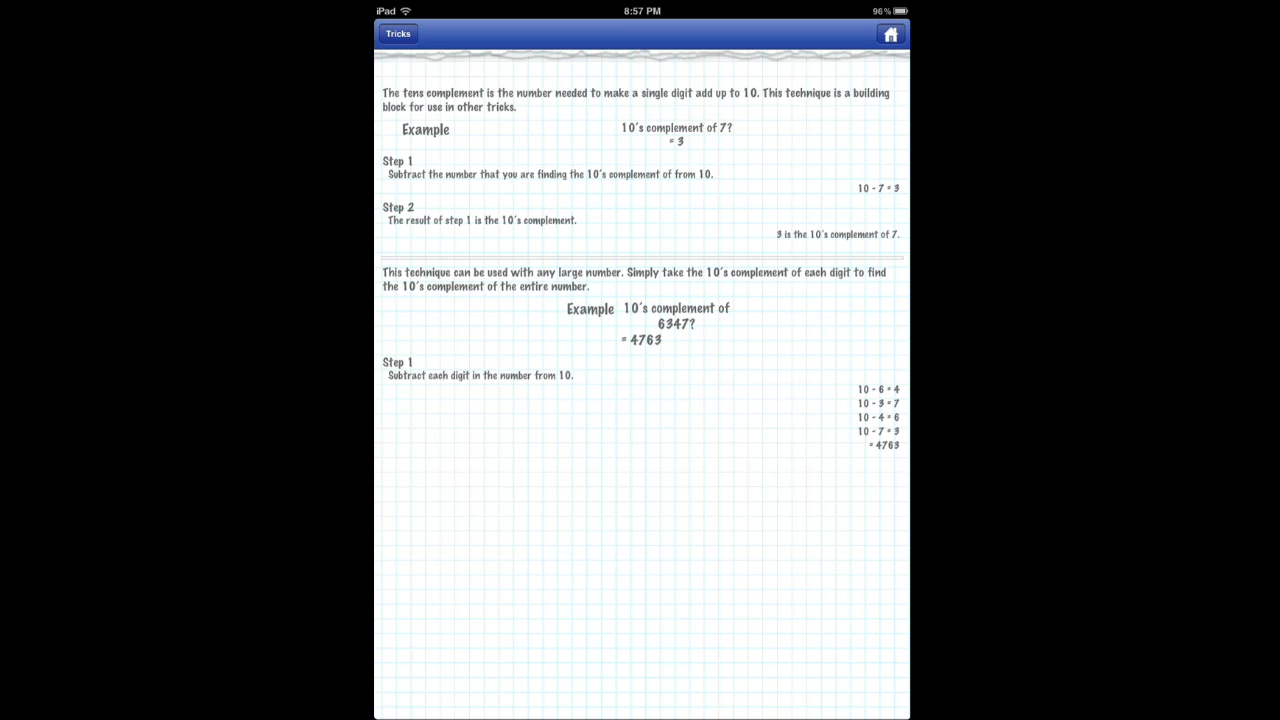 iPad 8:57 PM 96%
Tricks
The tens complement is the number needed to make a single digit add up to 10. This technique is a building
block for use in other tricks.
Example 10's complement of 7?
= 3
Step 1
Subtract the number that you are finding the 10's complement of from 10.
10 - 7 = 3
Step 2
The result of step 1 is the 10's complement.
3 is the 10's complement of 7.
This technique can be used with any large number. Simply take the 10's complement of each digit to find
the 10's complement of the entire number.
Example 10's complement of
6347?
= 4763
Step 1
Subtract each digit in the number from 10.
10 - 6 = 4
10 - 3 = 7
10 - 4 = 6
10 - 7 = 3
= 4763